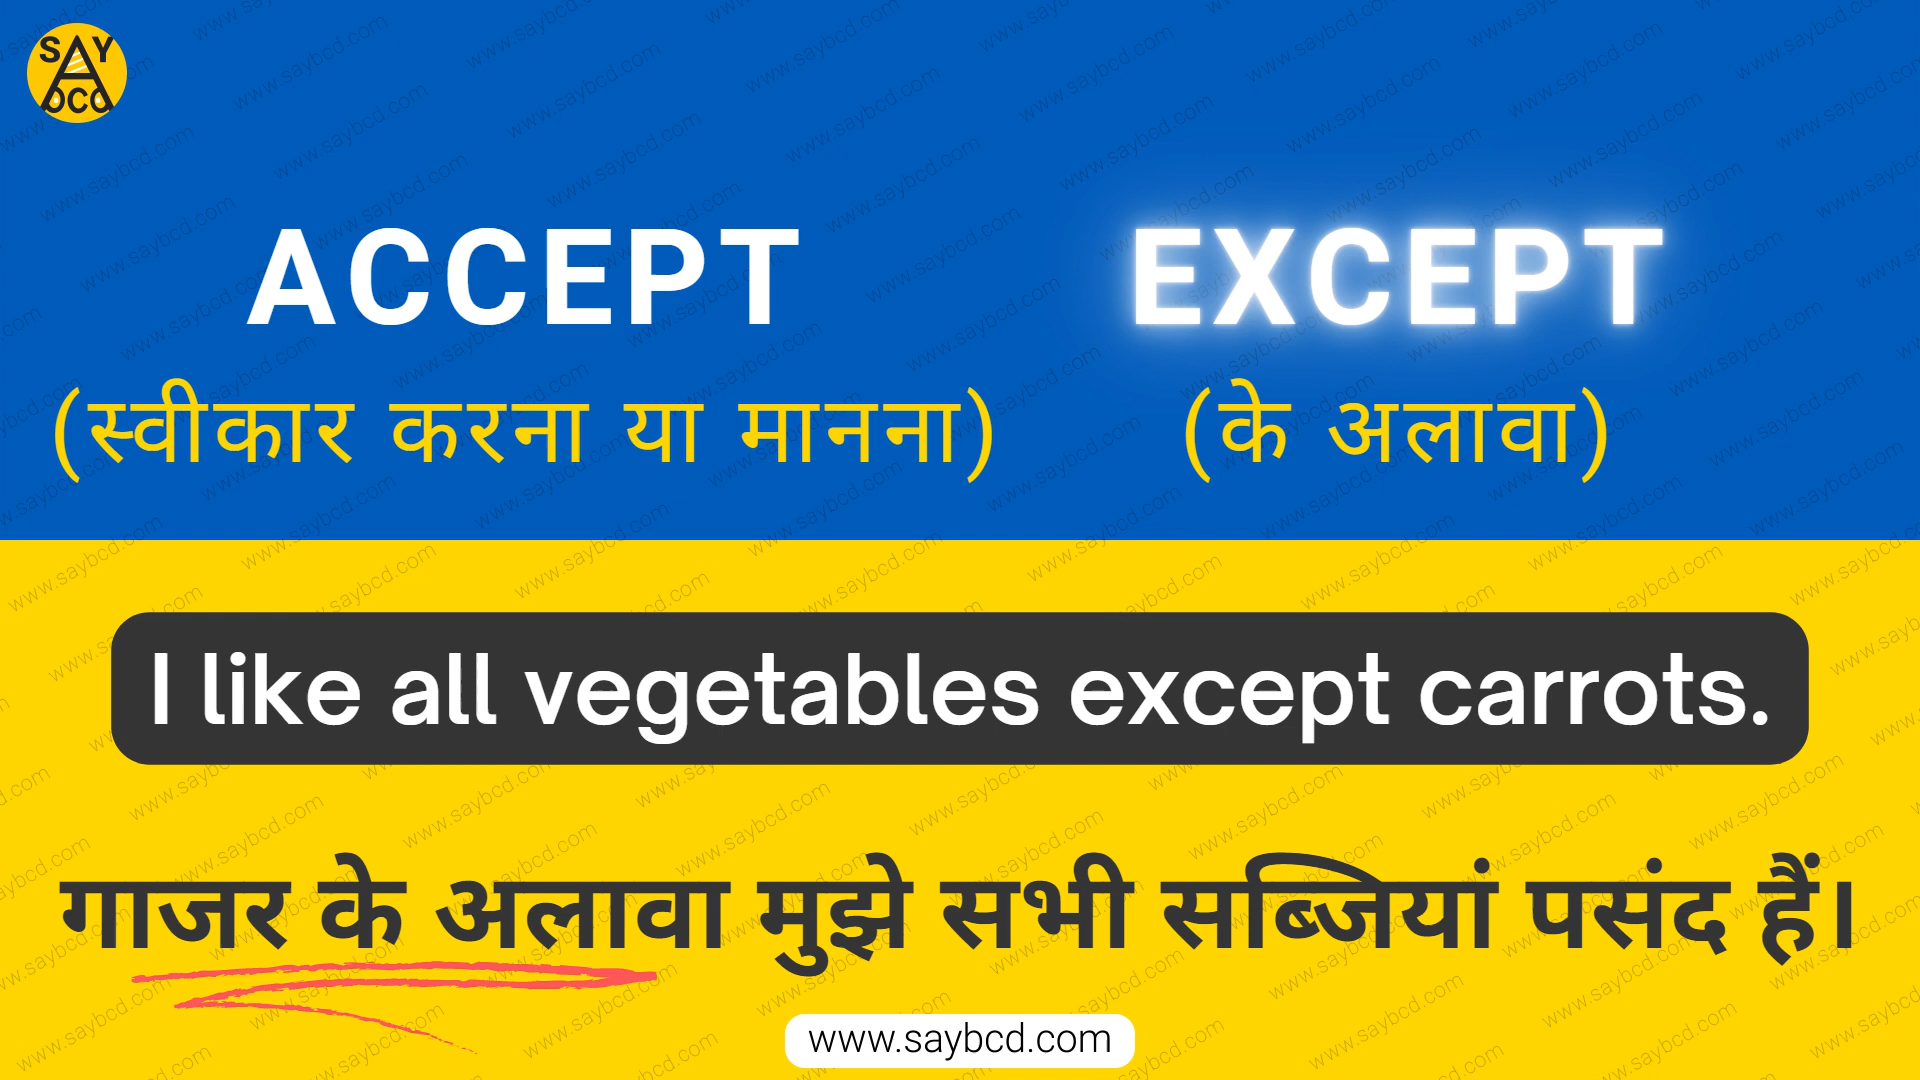 SAY
BCD
ACCEPT
EXCEPT
(स्वीकार करना या मानना)
(के अलावा)
I like all vegetables except carrots.
गाजर के अलावा मुझे सभी सब्जियां पसंद हैं।
www.saybcd.com